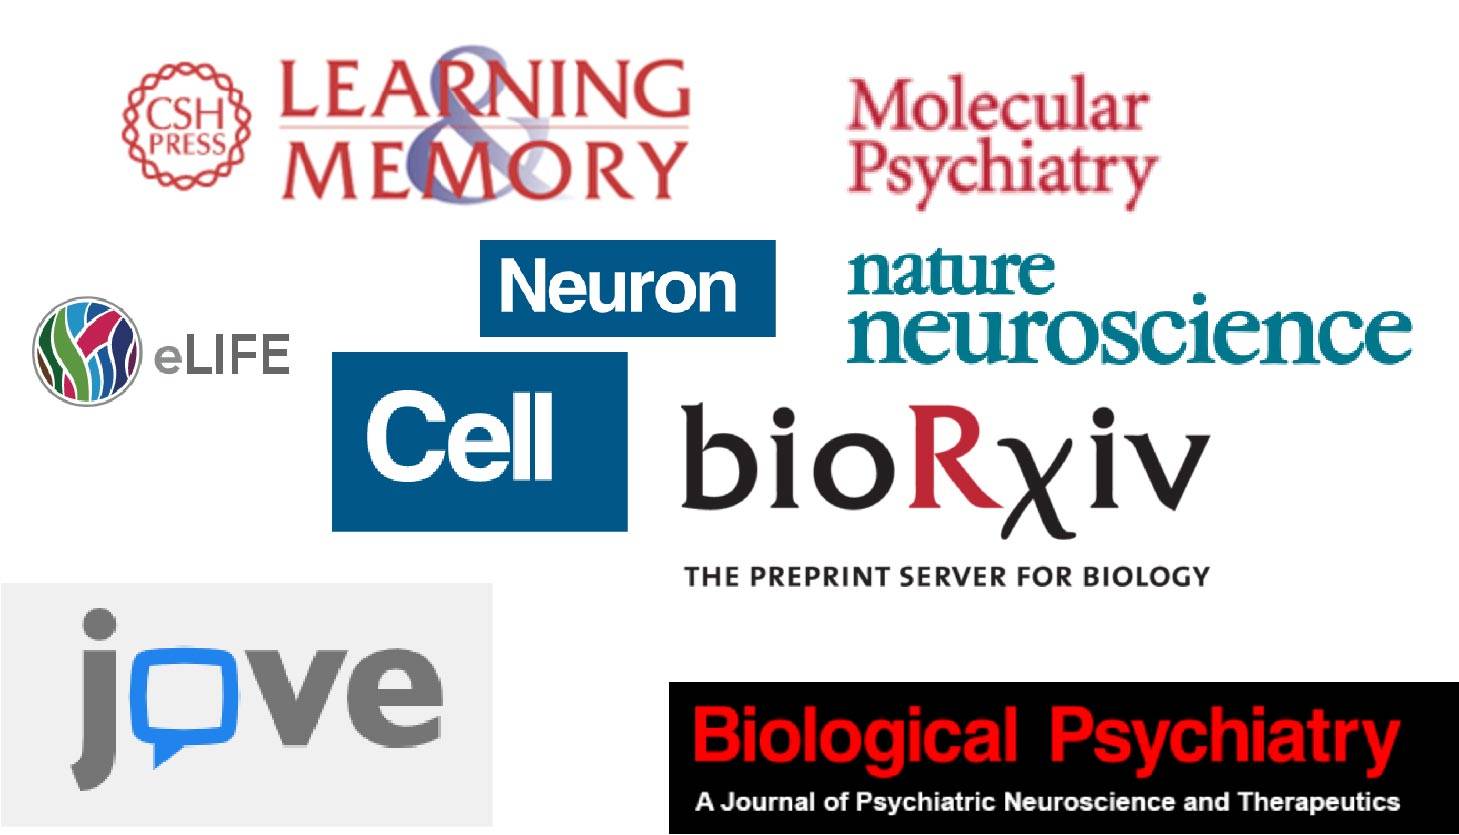 CSH
PRESS
LEARNING
&
MEMORY
Molecular
Psychiatry
Neuron
nature
neuroscience
eLIFE
Cell
bioRχiv
THE PREPRINT SERVER FOR BIOLOGY
jove
Biological Psychiatry
A Journal of Psychiatric Neuroscience and Therapeutics